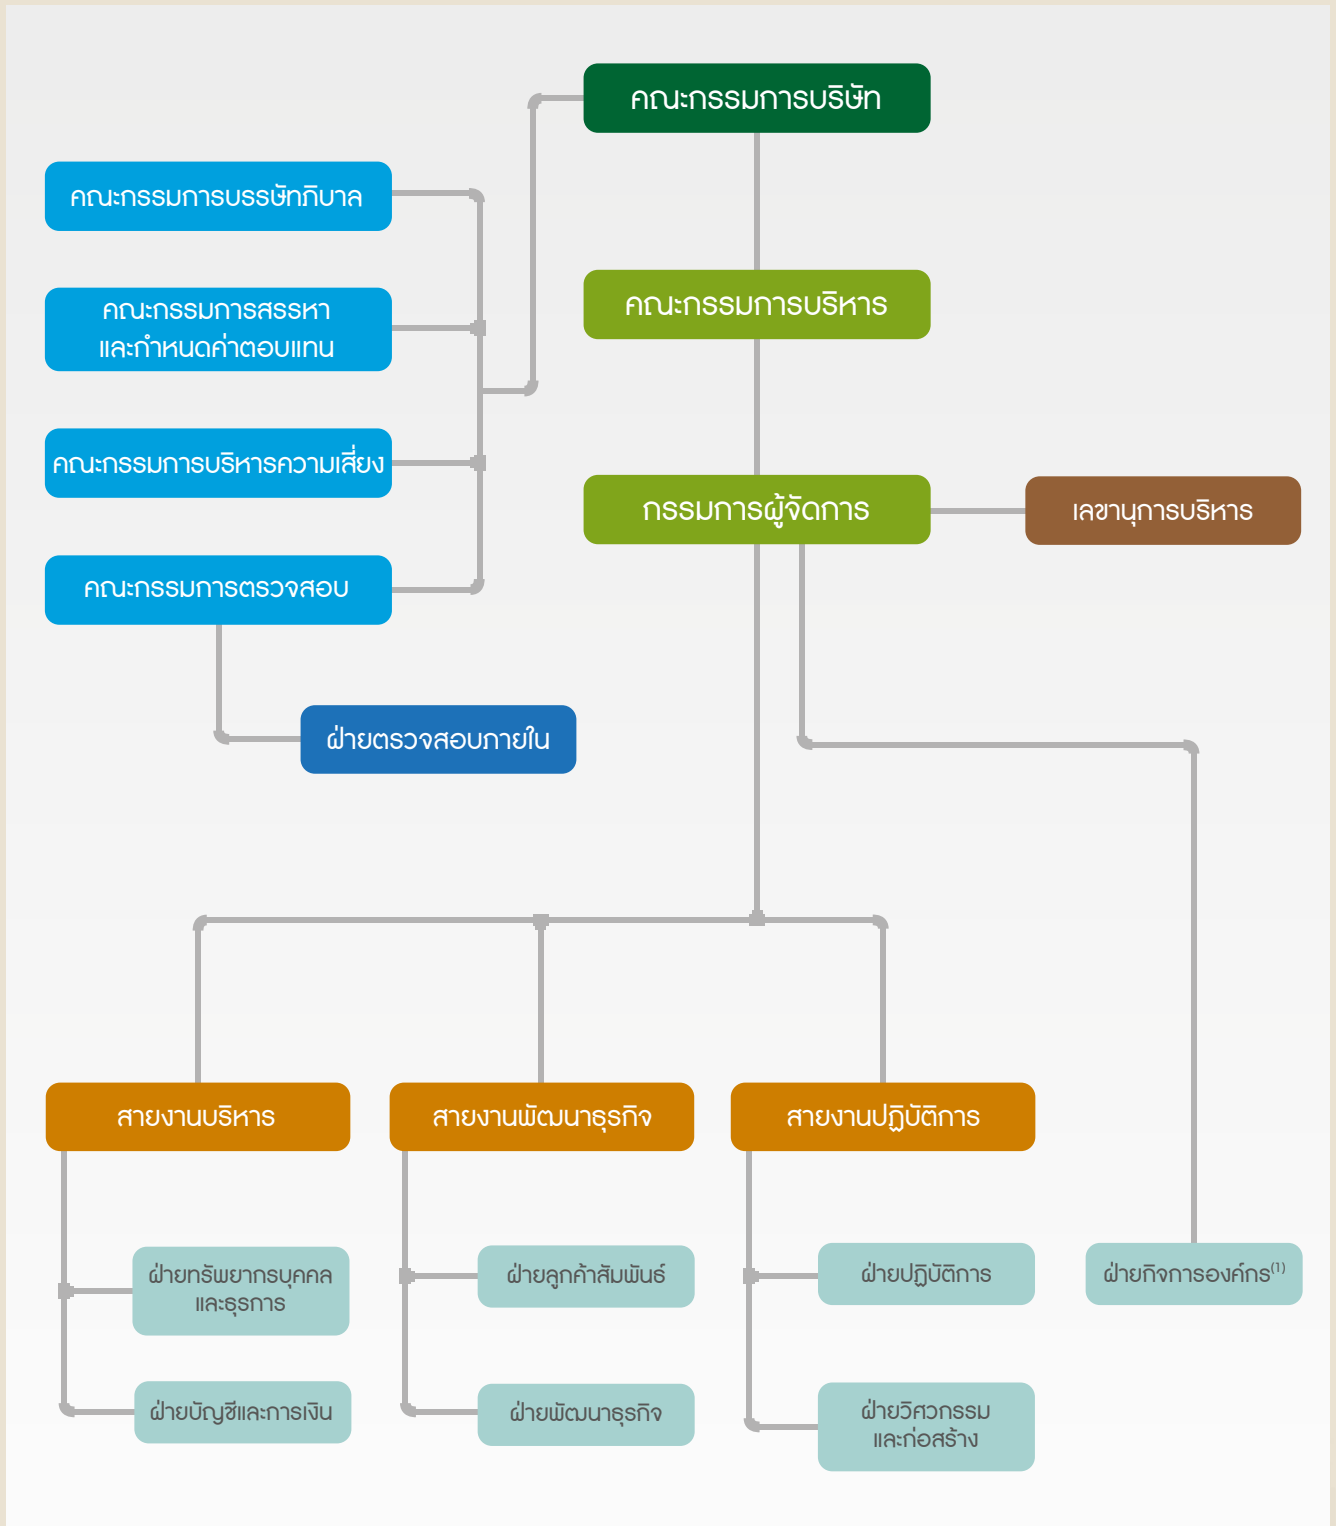 คณะกรรมการบริษัท
คณะกรรมการบรรษัทภิบาล
คณะกรรมการสรรหา
และกำหนดค่าตอบแทน
คณะกรรมการบริหารความเสี่ยง
คณะกรรมการตรวจสอบ
ฝ่ายตรวจสอบภายใน
คณะกรรมการบริหาร
กรรมการผู้จัดการ
เลขานุการบริหาร
สายงานบริหาร
สายงานพัฒนาธุรกิจ
สายงานปฏิบัติการ
ฝ่ายทรัพยากรบุคคล
และธุรการ
ฝ่ายลูกค้าสัมพันธ์
ฝ่ายปฏิบัติการ
ฝ่ายกิจการองค์กร(1)
ฝ่ายบัญชีและการเงิน
ฝ่ายพัฒนาธุรกิจ
ฝ่ายวิศวกรรม
และก่อสร้าง